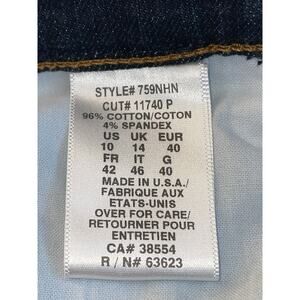 STYLE# 759NHN
CUT# 11740 P
96% COTTON/COTON
4% SPANDEX
US UK EUR
10 14 40
FR IT G
42 46 40
MADE IN U.S.A./
FABRIQUE AUX
ETATS-UNIS
OVER FOR CARE/
RETOURNER POUR
ENTRETIEN
CA# 38554
R / N# 63623